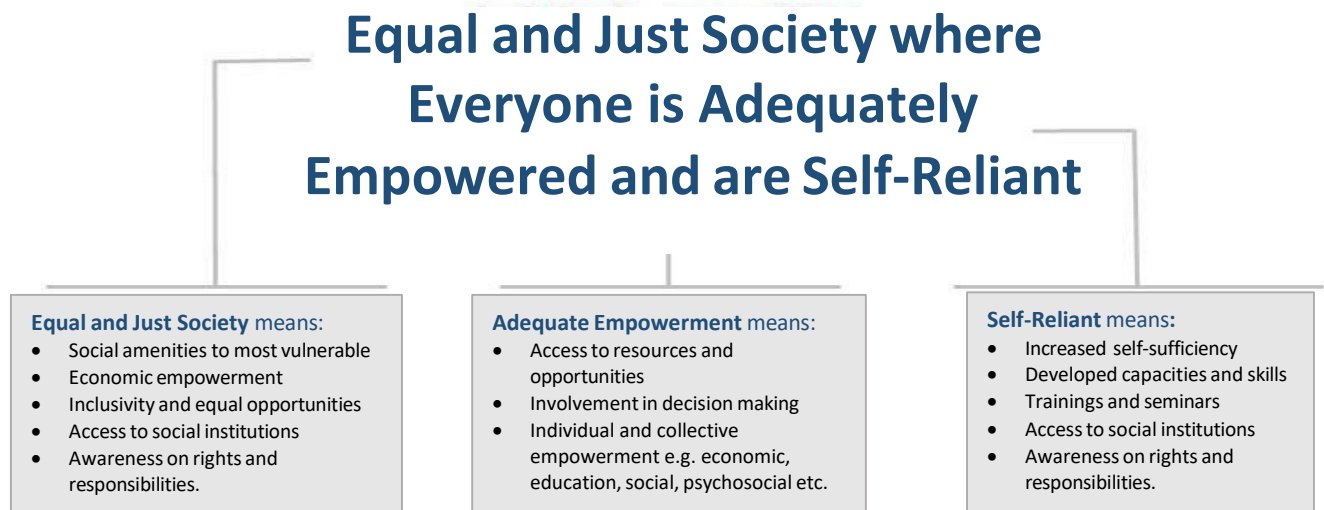 Equal and Just Society where
Everyone is Adequately
Empowered and are Self-Reliant
Equal and Just Society means:
• Social amenities to most vulnerable
• Economic empowerment
• Inclusivity and equal opportunities
• Access to social institutions
• Awareness on rights and
responsibilities.
Adequate Empowerment means:
• Access to resources and
opportunities
• Involvement in decision making
• Individual and collective
empowerment e.g. economic,
education, social, psychosocial etc.
Self-Reliant means:
• Increased self-sufficiency
• Developed capacities and skills
• Trainings and seminars
• Access to social institutions
• Awareness on rights and
responsibilities.